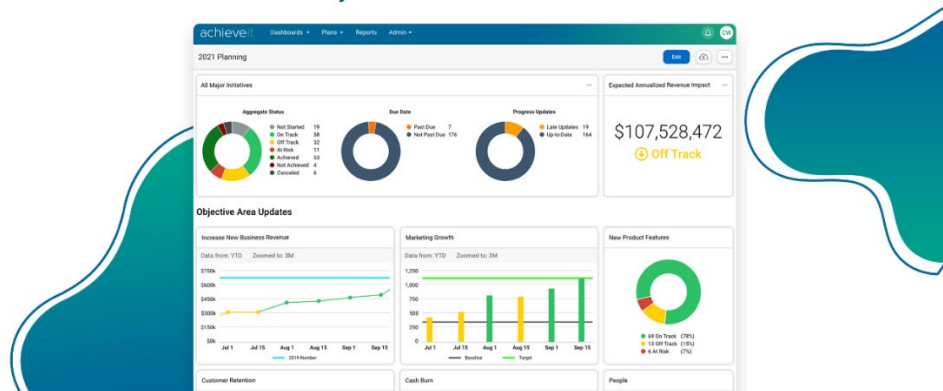 achieveit Dashboards Plans Reports Admin CW
2021 Planning Edit
All Major Initiatives
Aggregate Status
Not Started 19
On Track 58
Off Track 32
At Risk 11
Achieved 53
Not Achieved 4
Canceled 6
Due Date
Past Due 7
Not Past Due 176
Progress Updates
Late Updates 19
Up-to-Date 164
Expected Annualized Revenue Impact
$107,528,472
Off Track
Objective Area Updates
Increase New Business Revenue
Data from: YTD Zoomed to: 3M
$750k
$600k
$450k
$300k
$150k
$0k
Jul 1 Jul 15 Aug 1 Aug 15 Sep 1 Sep 15
2019 Number
Marketing Growth
Data from: YTD Zoomed to: 3M
1,250
1,000
750
500
250
0
Jul 1 Jul 15 Aug 1 Aug 15 Sep 1 Sep 15
Baseline Target
New Product Features
69 On Track (78%)
13 Off Track (15%)
6 At Risk (7%)
Customer Retention
Cash Burn
People